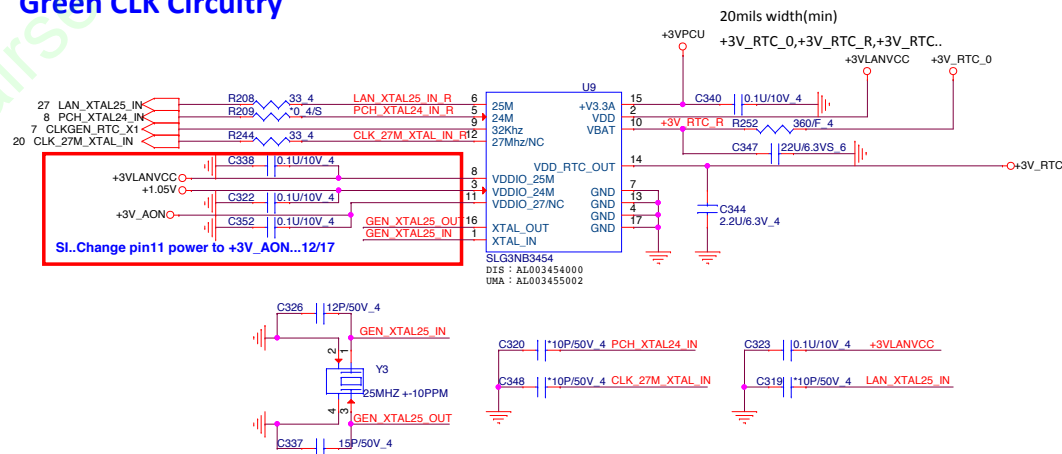 Green CLK Circuitry
20mils width(min)
+3V_RTC_0,+3V_RTC_R,+3V_RTC..
+3VPCU
+3VLANVCC
+3V_RTC_0
U9
27 LAN_XTAL25_IN
R208
33_4
LAN_XTAL25_IN_R
6
25M
8 PCH_XTAL24_IN
R209
*0_4/S
PCH_XTAL24_IN_R
5
24M
7 CLKGEN_RTC_X1
9
32Khz
20 CLK_27M_XTAL_IN
R244
33_4
CLK_27M_XTAL_IN_R
12
27Mhz/NC
15
+V3.3A
2
VDD
10
VBAT
C340
0.1U/10V_4
+3V_RTC_R
R252
360/F_4
C347
22U/6.3VS_6
VDD_RTC_OUT
14
+3V_RTC
C338
0.1U/10V_4
+3VLANVCC
8
VDDIO_25M
+1.05V
3
VDDIO_24M
11
VDDIO_27/NC
C322
0.1U/10V_4
+3V_AON
C352
0.1U/10V_4
GEN_XTAL25_OUT
16
XTAL_OUT
GEN_XTAL25_IN
1
XTAL_IN
GND
7
GND
13
GND
4
GND
17
C344
2.2U/6.3V_4
SI..Change pin11 power to +3V_AON...12/17
SLG3NB3454
DIS : AL003454000
UMA : AL003455002
C326
12P/50V_4
GEN_XTAL25_IN
2
1
Y3
25MHZ +-10PPM
4
3
GEN_XTAL25_OUT
C337
15P/50V_4
C320
*10P/50V_4
PCH_XTAL24_IN
C348
*10P/50V_4
CLK_27M_XTAL_IN
C323
0.1U/10V_4
+3VLANVCC
C319
*10P/50V_4
LAN_XTAL25_IN